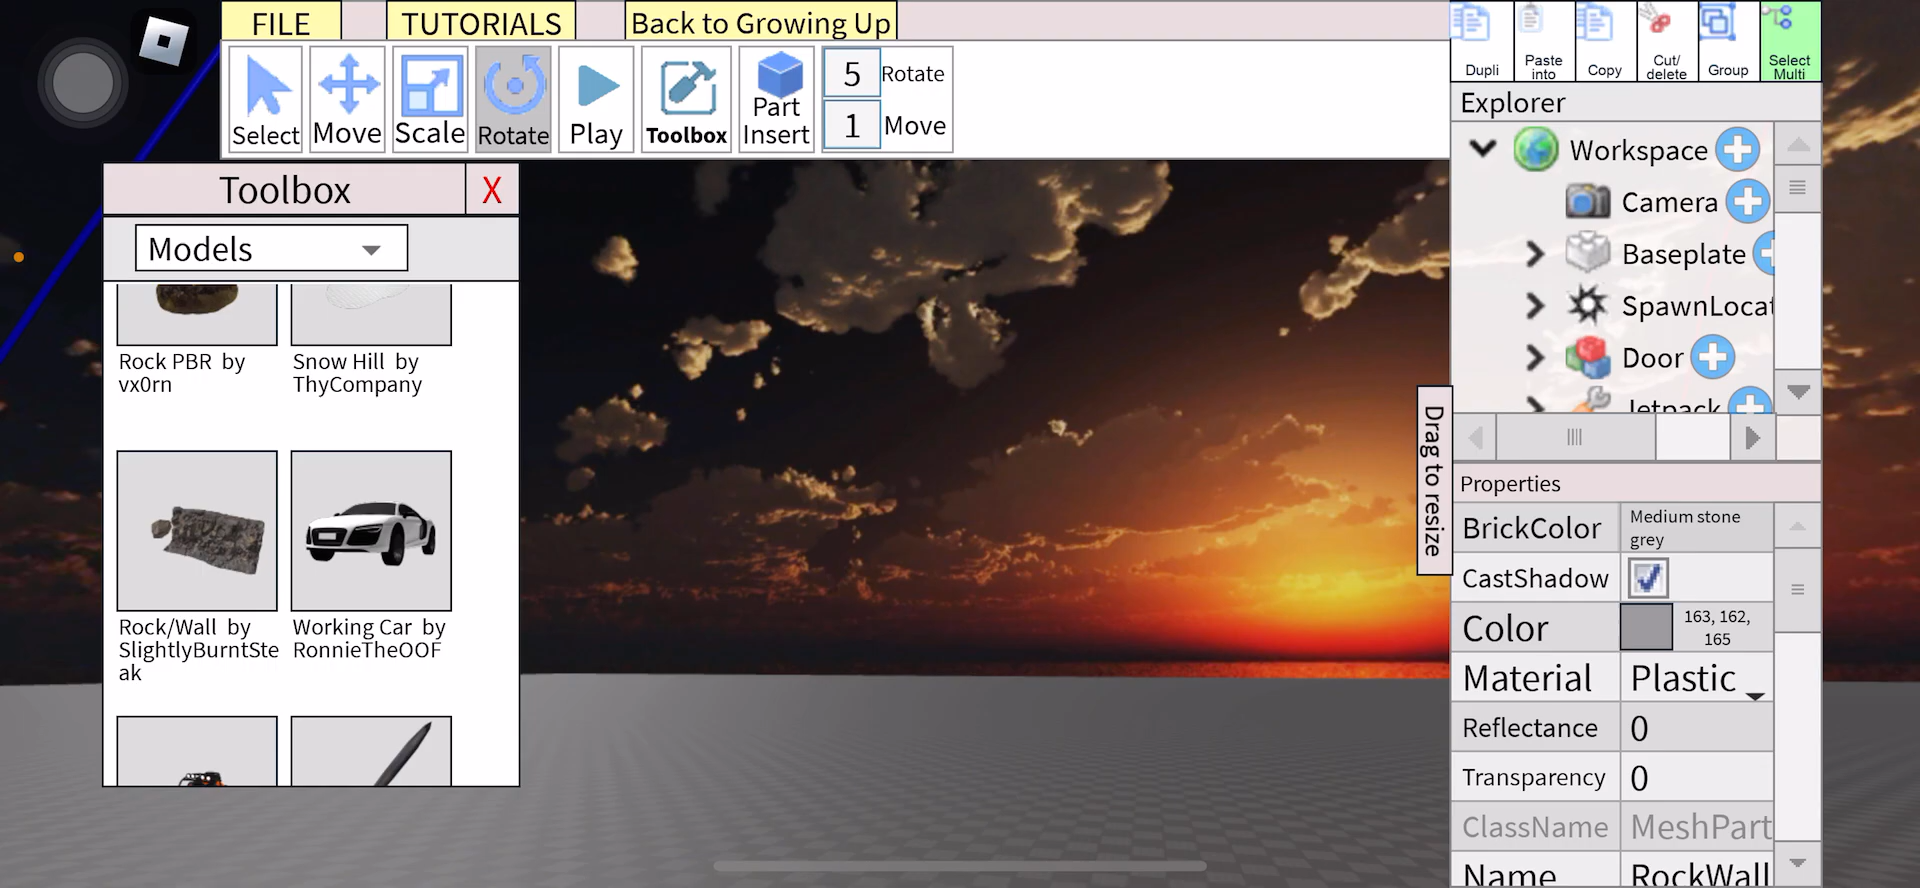 FILE
TUTORIALS
Back to Growing Up
Select
Move
Scale
Rotate
Play
Toolbox
Part
Insert
5 Rotate
1 Move
Dupli
Paste
into
Copy
Cut/
delete
Group
Select
Multi
Toolbox X
Models
Rock PBR by
vx0rn
Snow Hill by
ThyCompany
Rock/Wall by
SlightlyBurntSte
ak
Working Car by
RonnieTheOOF
Explorer
Workspace
Camera
Baseplate
SpawnLocat
Door
Jetpack
Drag to resize
Properties
BrickColor Medium stone
grey
CastShadow
Color 163, 162,
165
Material Plastic
Reflectance 0
Transparency 0
ClassName MeshPart
Name RockWall